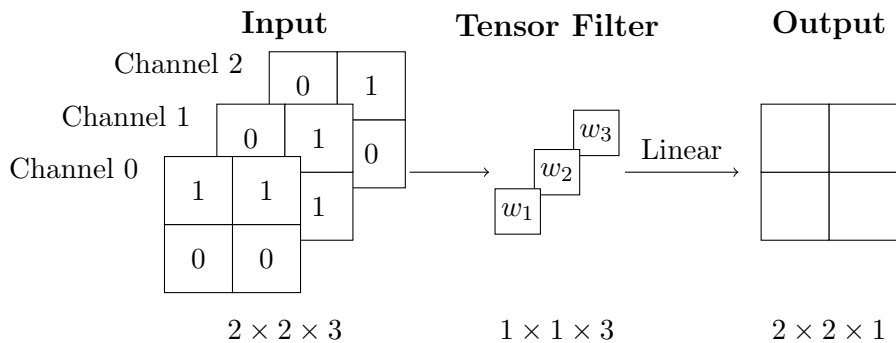 Input Tensor Filter Output
Channel 2
0 1
Channel 1
0 1 0
Channel 0
1 1 1
0 0
w₃
w₂
w₁
Linear
2 × 2 × 3 1 × 1 × 3 2 × 2 × 1